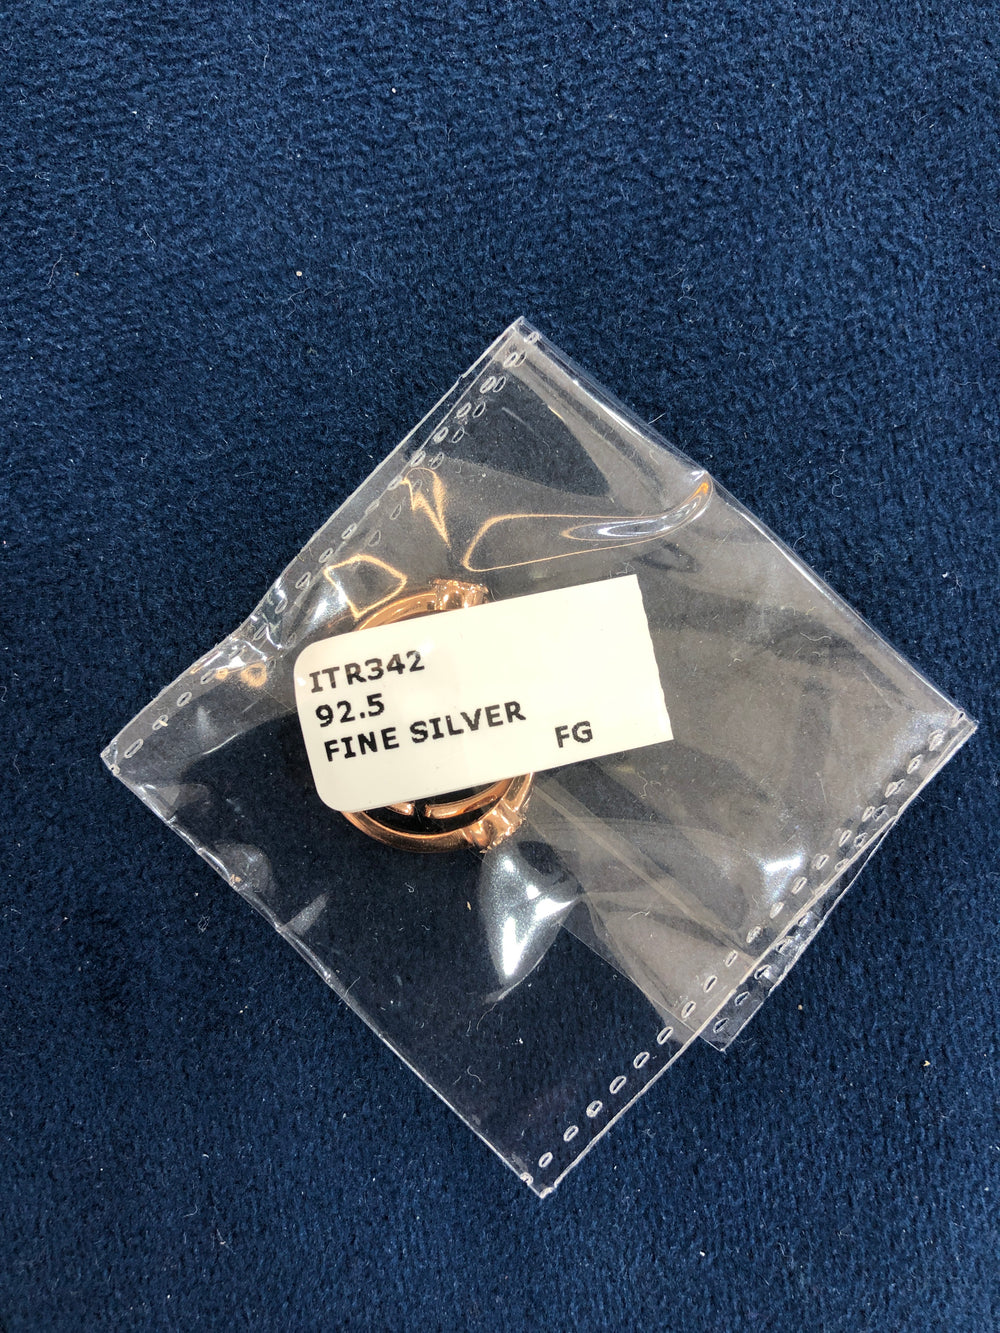 ITR342
92.5
FINE SILVER
FG